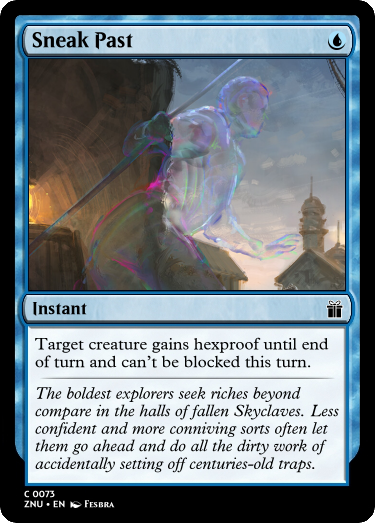 Sneak Past
Instant
Target creature gains hexproof until end
of turn and can't be blocked this turn.
The boldest explorers seek riches beyond
compare in the halls of fallen Skyclaves. Less
confident and more conniving sorts often let
them go ahead and do all the dirty work of
accidentally setting off centuries-old traps.
C 0073
ZNU • EN Fesbra